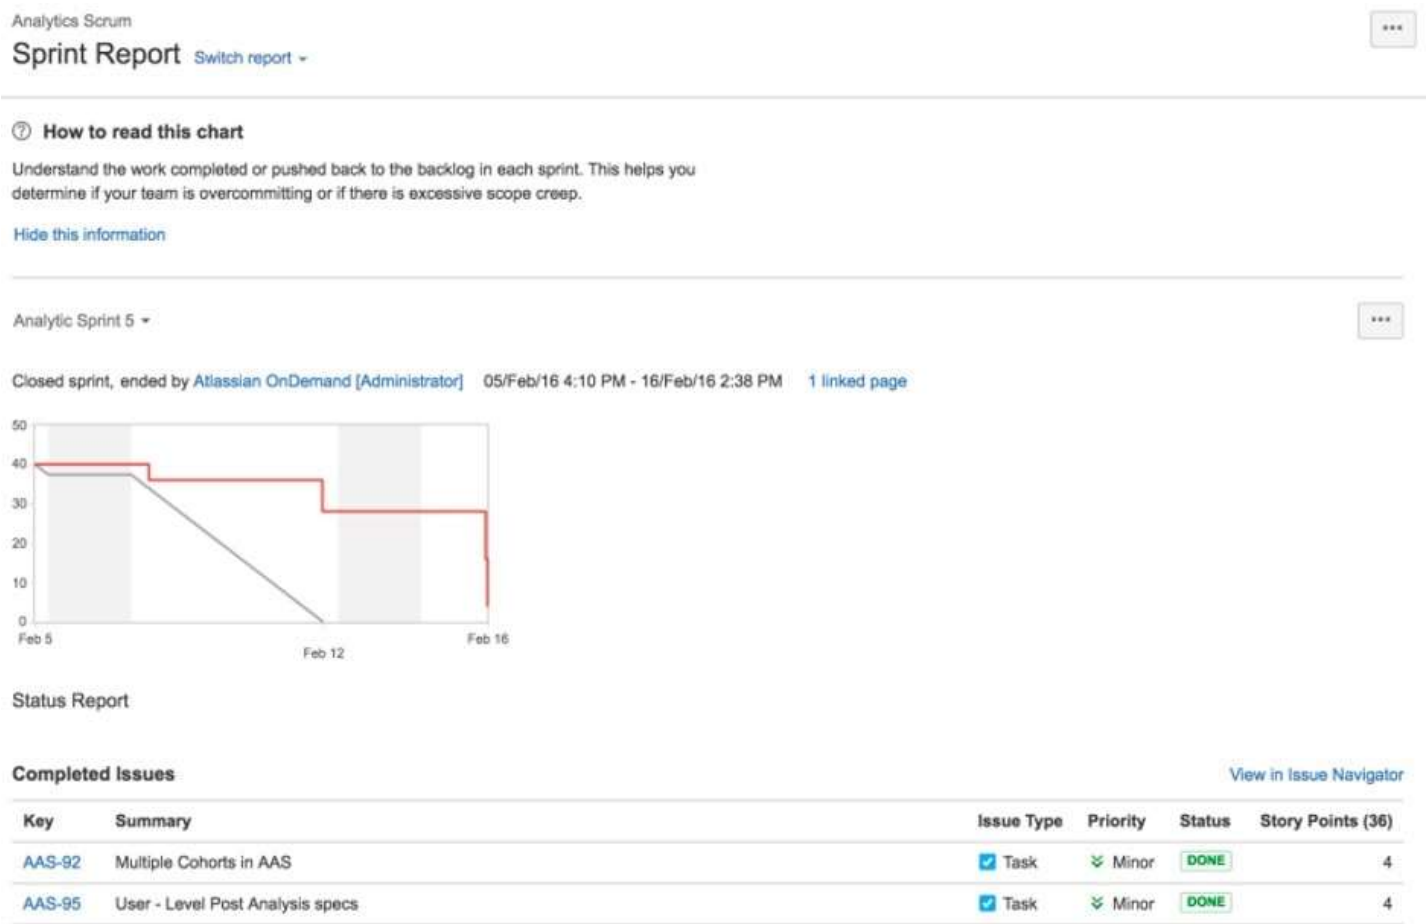 Analytics Scrum
Sprint Report Switch report
How to read this chart
Understand the work completed or pushed back to the backlog in each sprint. This helps you
determine if your team is overcommitting or if there is excessive scope creep.
Hide this information
Analytic Sprint 5
Closed sprint, ended by Atlassian OnDemand [Administrator] 05/Feb/16 4:10 PM - 16/Feb/16 2:38 PM 1 linked page
50
40
30
20
10
0
Feb 5
Feb 12
Feb 16
Status Report
Completed Issues View in Issue Navigator
Key Summary Issue Type Priority Status Story Points (36)
AAS-92 Multiple Cohorts in AAS Task Minor DONE 4
AAS-95 User - Level Post Analysis specs Task Minor DONE 4